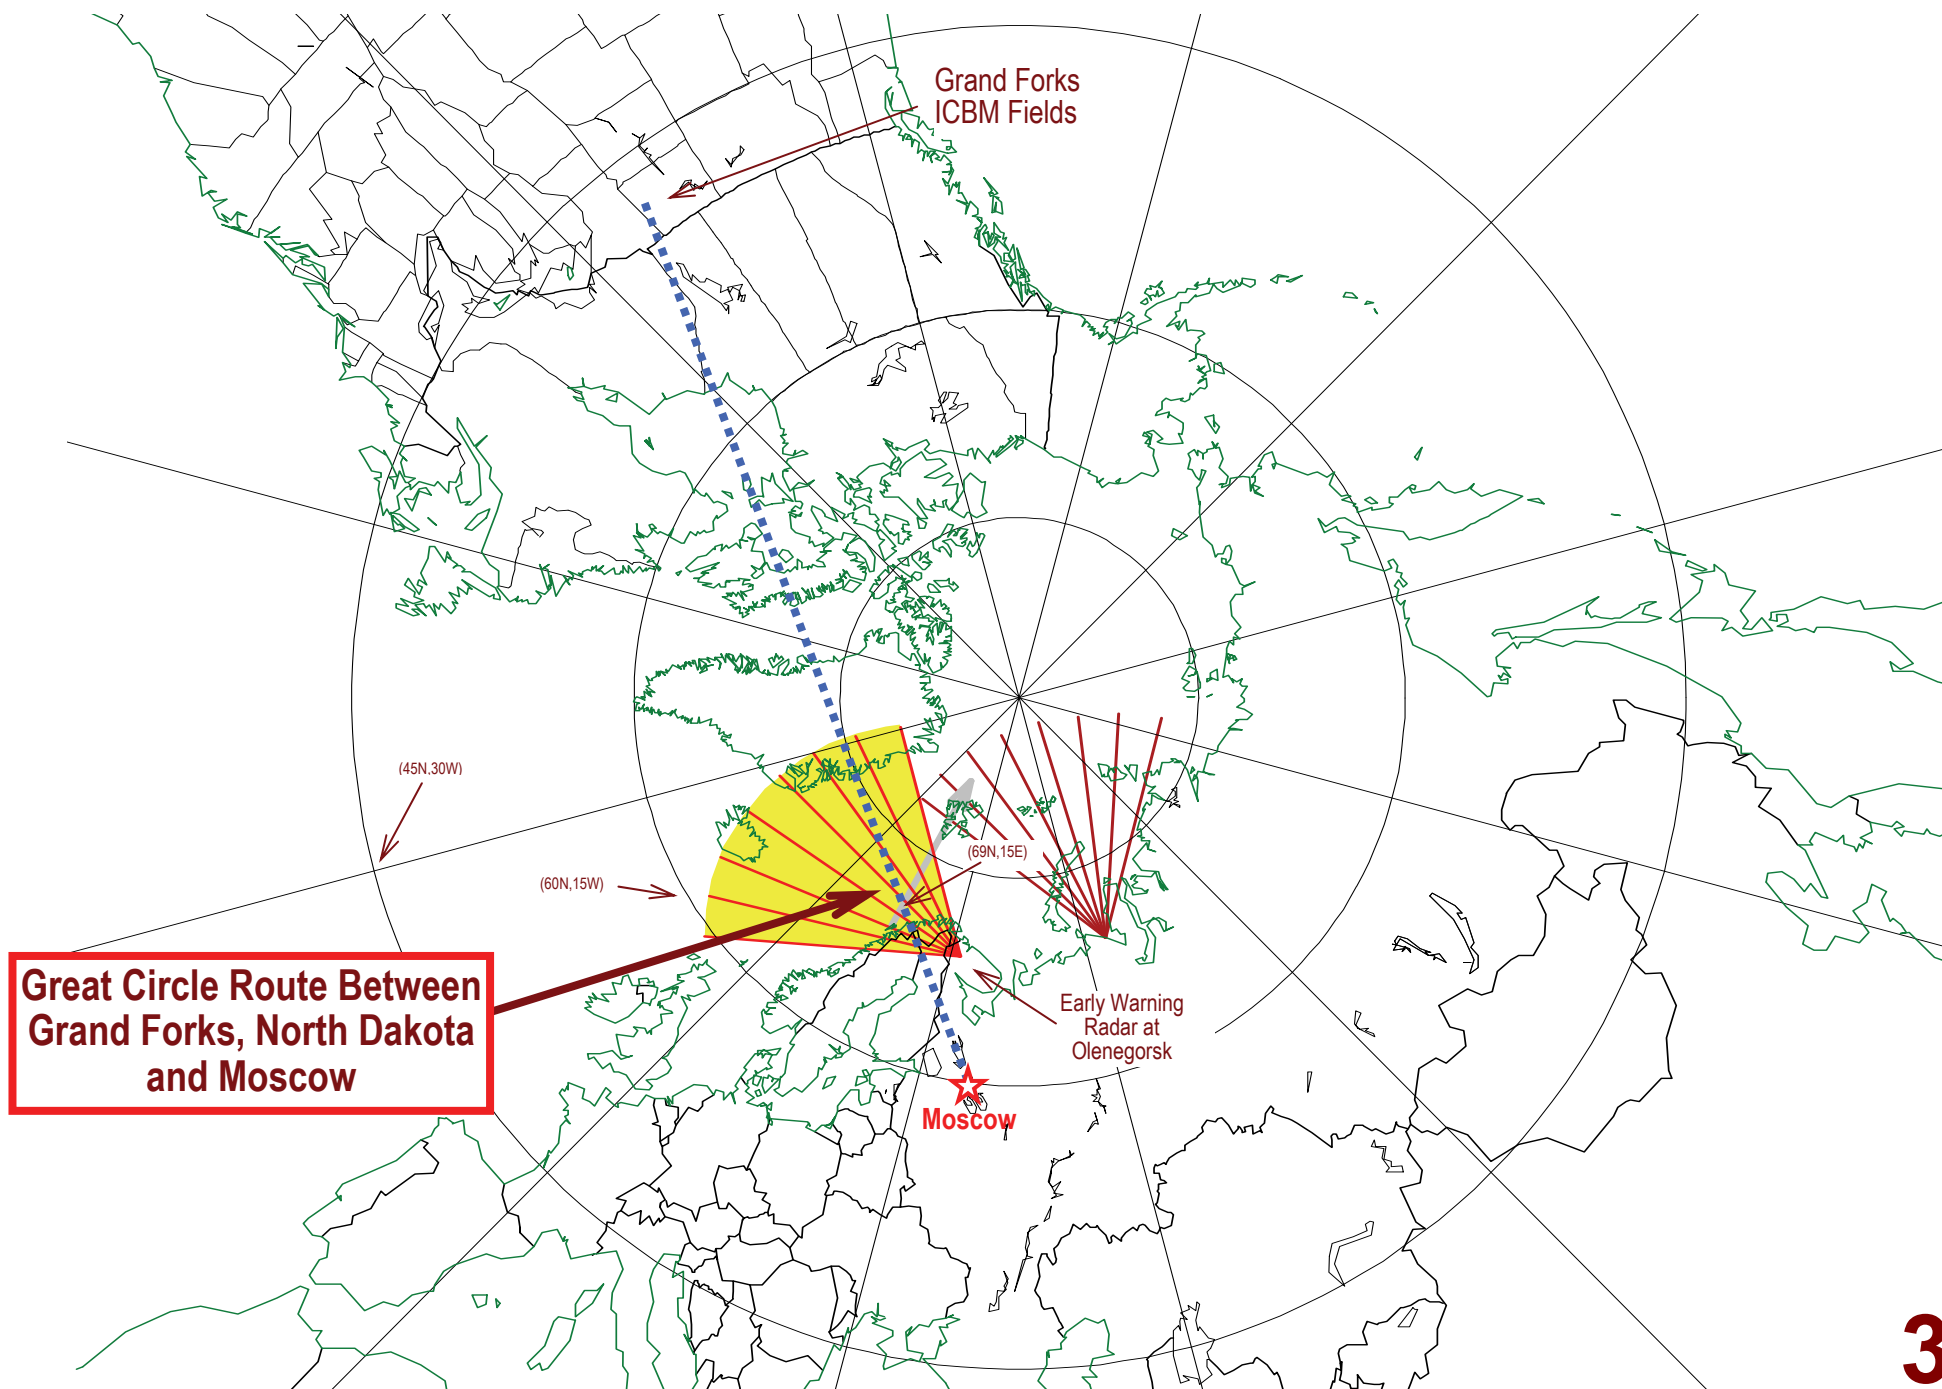 Grand Forks
ICBM Fields
(45N,30W)
(69N,15E)
(60N,15W)
Great Circle Route Between
Grand Forks, North Dakota
and Moscow
Early Warning
Radar at
Olenegorsk
Moscow
3